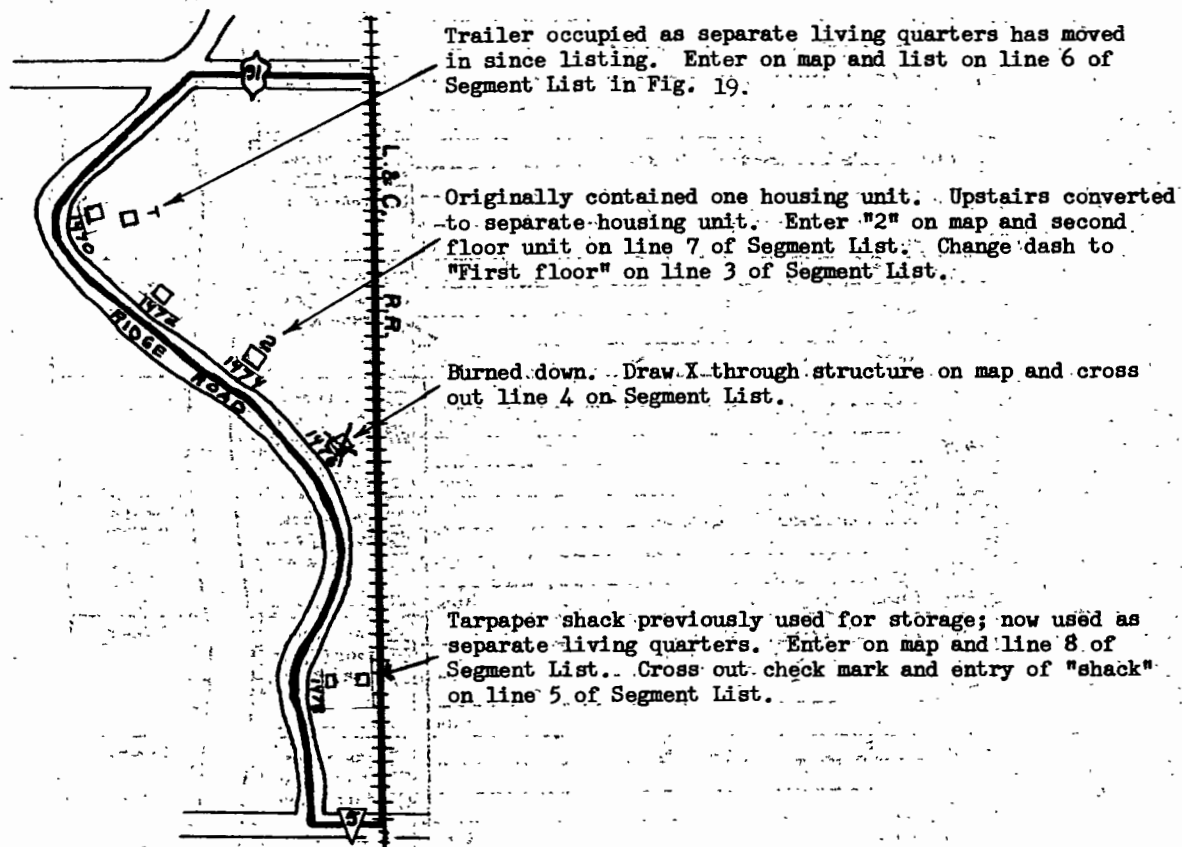 Trailer occupied as separate living quarters has moved
in since listing. Enter on map and list on line 6 of
Segment List in Fig. 19.
31
L. & C. R.R.
Originally contained one housing unit. Upstairs converted
to separate housing unit. Enter "2" on map and second
floor unit on line 7 of Segment List. Change dash to
"First floor" on line 3 of Segment List.
T
1470
1472
2
1474
RIDGE ROAD
Burned down. Draw X through structure on map and cross
out line 4 on Segment List.
1476
Tarpaper shack previously used for storage; now used as
separate living quarters. Enter on map and line 8 of
Segment List. Cross out check mark and entry of "shack"
on line 5 of Segment List.
1478
5